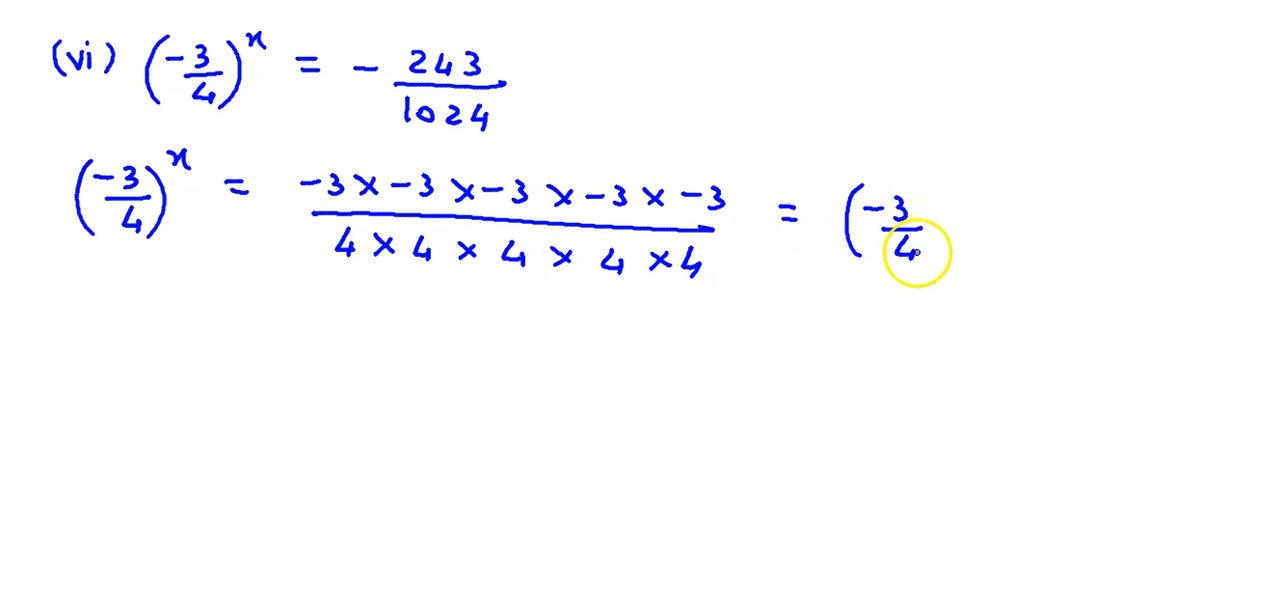 (vi) (-3/4)^x = - 243/1024
(-3/4)^x = -3 × -3 × -3 × -3 × -3 / 4 × 4 × 4 × 4 × 4 = (-3/4